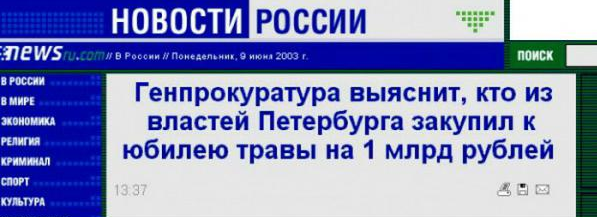 НОВОСТИ РОССИИ
NEWSru.com // В России // Понедельник, 9 июня 2003 г.
ПОИСК
В РОССИИ
В МИРЕ
ЭКОНОМИКА
РЕЛИГИЯ
КРИМИНАЛ
СПОРТ
КУЛЬТУРА
Генпрокуратура выяснит, кто из
властей Петербурга закупил к
юбилею травы на 1 млрд рублей
13:37